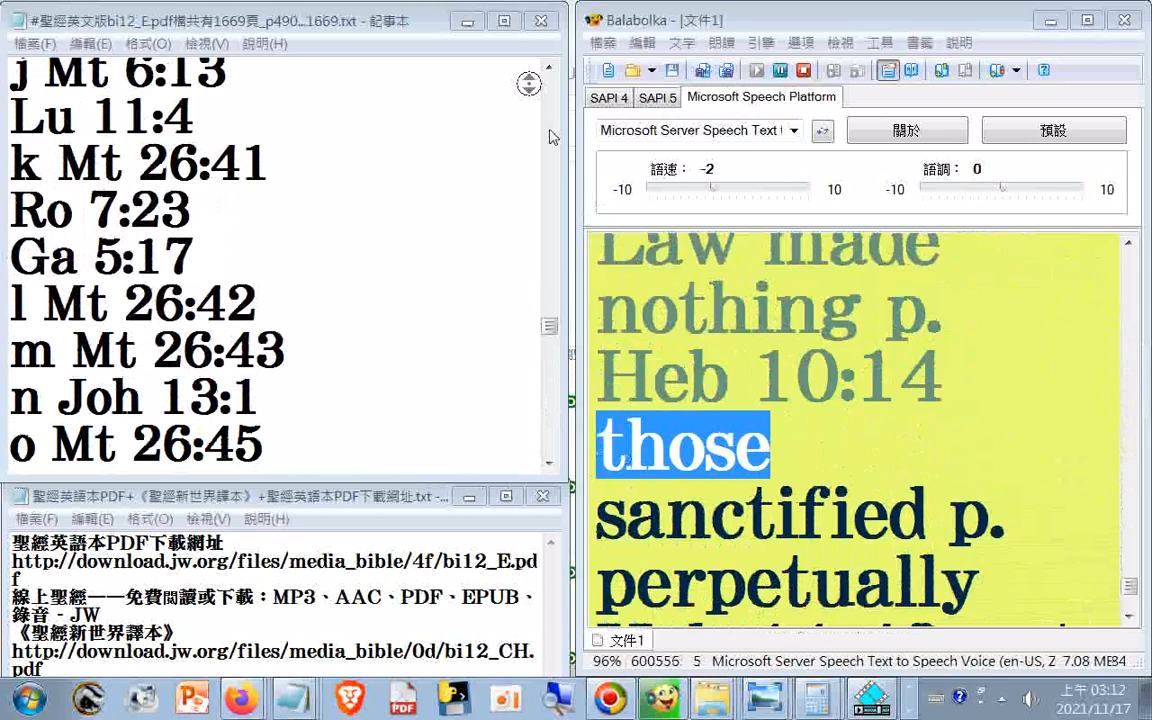 #聖經英文版bi12_E.pdf檔共有1669頁_p490...1669.txt - 記事本
檔案(F) 編輯(E) 格式(O) 檢視(V) 說明(H)
j Mt 6:13
Lu 11:4
k Mt 26:41
Ro 7:23
Ga 5:17
l Mt 26:42
m Mt 26:43
n Joh 13:1
o Mt 26:45
聖經英語本PDF+《聖經新世界譯本》+聖經英語本PDF下載網址.txt -...
檔案(F) 編輯(E) 格式(O) 檢視(V) 說明(H)
聖經英語本PDF下載網址
http://download.jw.org/files/media_bible/4f/bi12_E.pd
f
線上聖經——免費閱讀或下載：MP3、AAC、PDF、EPUB、
錄音 - JW
《聖經新世界譯本》
http://download.jw.org/files/media_bible/0d/bi12_CH.
pdf
Balabolka - [文件1]
檔案 編輯 文字 朗讀 引擎 選項 檢視 工具 書籤 說明
SAPI 4 SAPI 5 Microsoft Speech Platform
Microsoft Server Speech Text 關於 預設
語速： -2 語調： 0
-10 10 -10 10
Law made
nothing p.
Heb 10:14
those
sanctified p.
perpetually
文件1
96% 600556 5 Microsoft Server Speech Text to Speech Voice (en-US, Z 7.08 MB
上午 03:12
2021/11/17